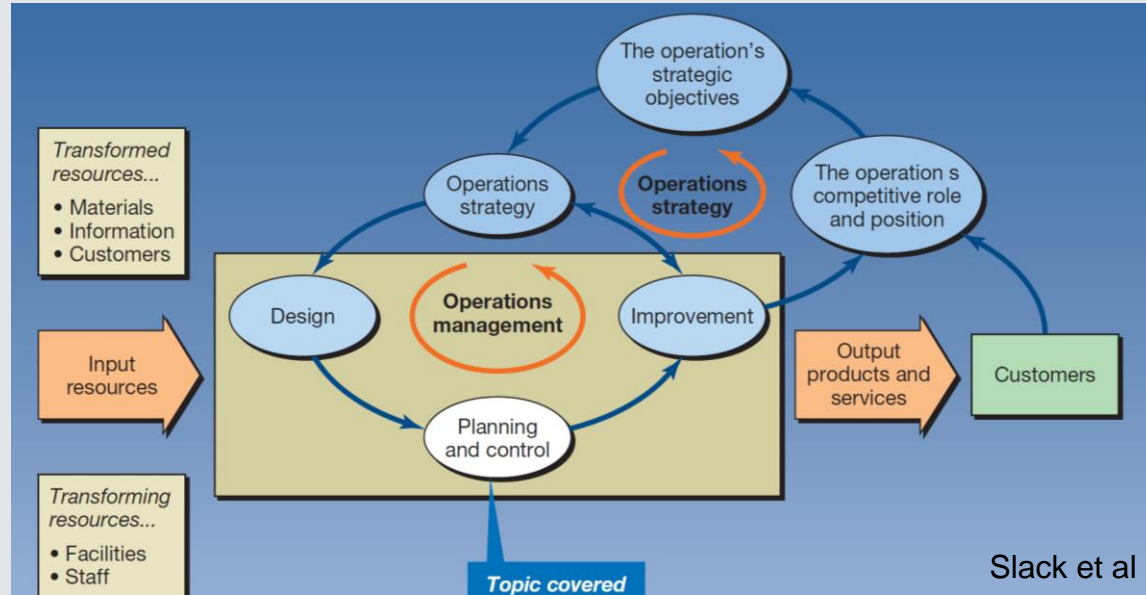 The operation's
strategic
objectives
Transformed
resources...
• Materials
• Information
• Customers
Operations
strategy
Operations
strategy
The operation s
competitive role
and position
Design
Operations
management
Improvement
Input
resources
Output
products and
services
Customers
Planning
and control
Transforming
resources...
• Facilities
• Staff
Topic covered
Slack et al